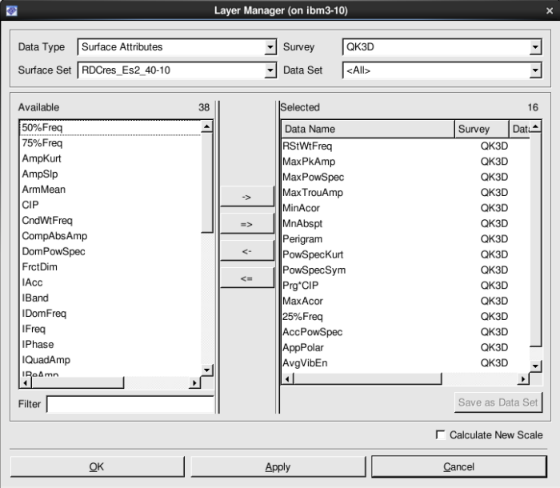 Layer Manager (on ibm3-10)
Data Type Surface Attributes Survey QK3D
Surface Set RDCres_Es2_40-10 Data Set <All>
Available 38
50%Freq
75%Freq
AmpKurt
AmpSlp
ArmMean
CIP
CndWtFreq
CompAbsAmp
DomPowSpec
FrctDim
IAcc
IBand
IDomFreq
IFreq
IPhase
IQuadAmp
IReAmp
Filter
->
=>
<-
<=
Selected 16
Data Name Survey Datu
RStWtFreq QK3D
MaxPkAmp QK3D
MaxPowSpec QK3D
MaxTrouAmp QK3D
MinAcor QK3D
MnAbspt QK3D
Perigram QK3D
PowSpecKurt QK3D
PowSpecSym QK3D
Prg*CIP QK3D
MaxAcor QK3D
25%Freq QK3D
AccPowSpec QK3D
AppPolar QK3D
AvgVibEn QK3D
Save as Data Set
Calculate New Scale
OK Apply Cancel